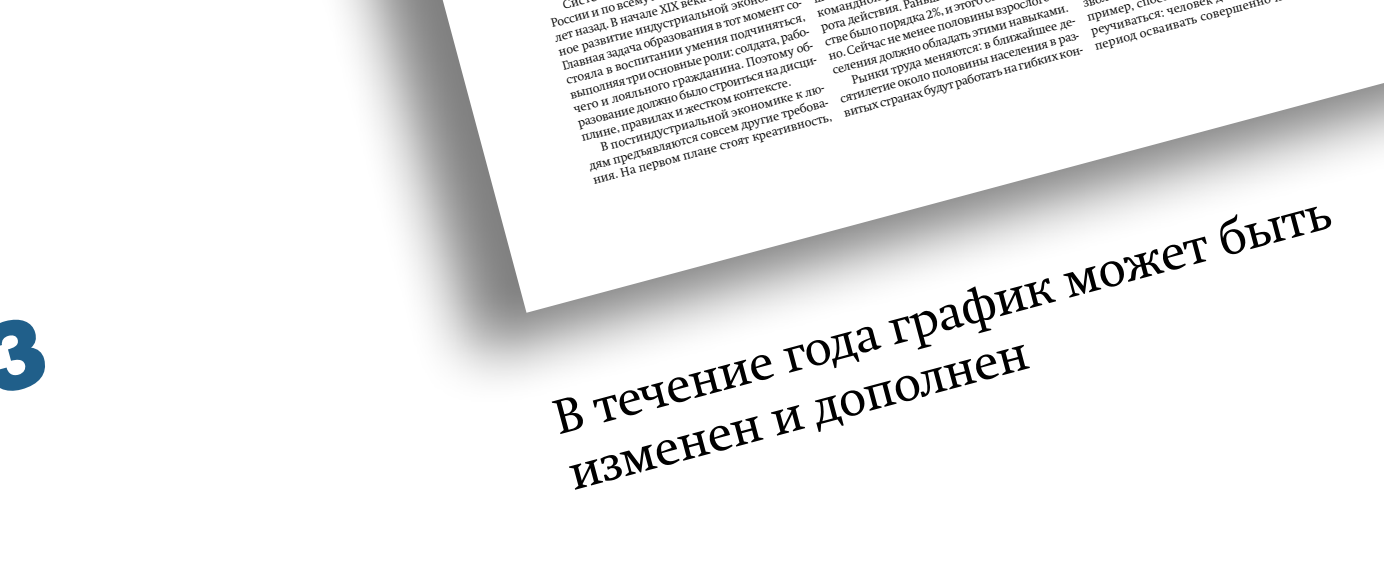 России и по всему
лет назад. В начале XIX века
ное развитие индустриальной
Главная задача образования в тот момент со-
стояла в воспитании умения подчиняться,
выполняя три основные роли: солдата, рабо-
чего и лояльного гражданина. Поэтому об-
разование должно было строиться на дисци-
плине, правилах и жестком контексте.
В постиндустриальной экономике к лю-
дям предъявляются совсем другие требова-
ния. На первом плане стоят креативность,
рота действия.
стве было порядка 2%, и этого
но. Сейчас не менее половины взрослого
селения должно обладать этими навыками.
Рынки труда меняются: в ближайшее де-
сятилетие около половины населения в раз-
витых странах будут работать на гибких кон-
пример,
реучиваться: человек
период осваивать совершенно
3
В течение года график может быть
изменен и дополнен